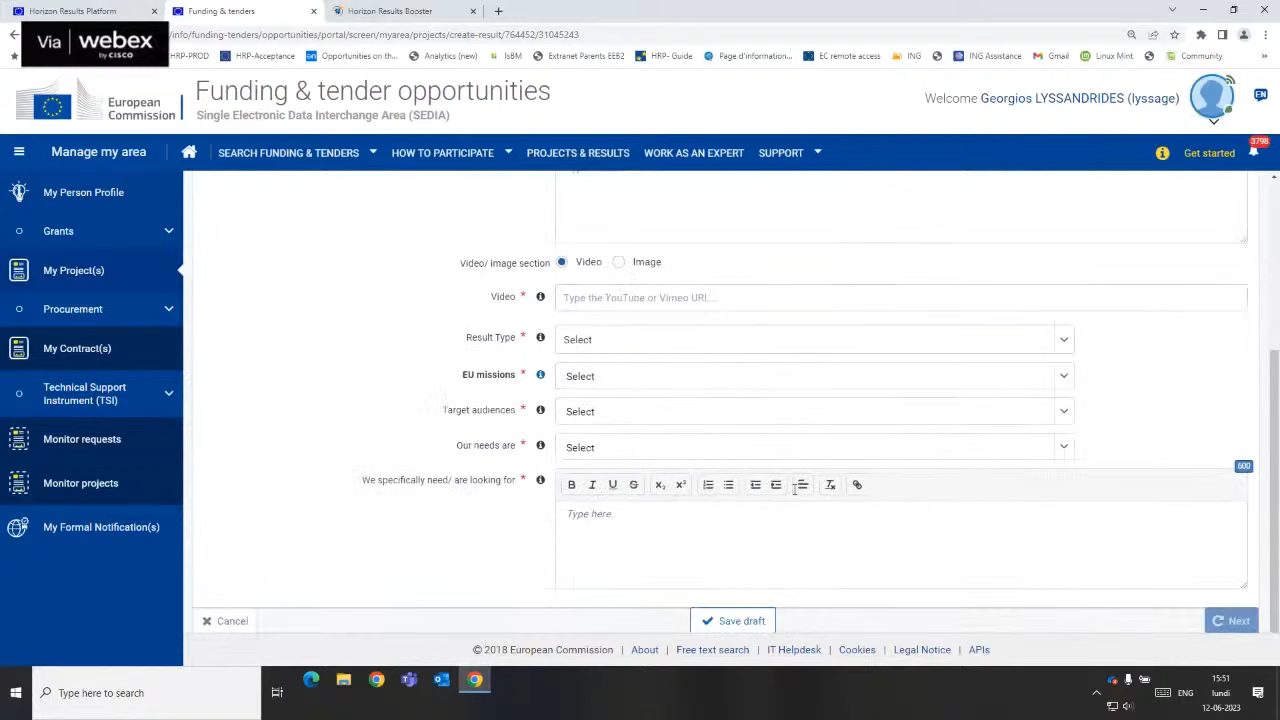 Horizon Results Platform
Funding & tenders
Horizon Results Booster
Via webex
by CISCO
/info/funding-tenders/opportunities/portal/screen/myarea/projects/create-result/764452/31045243
HRP-PROD
HRP-Acceptance
Opportunities on th...
Analytics (new)
IsBM
Extranet Parents EEB2
HRP- Guide
Page d'information...
EC remote access
ING
ING Assistance
Gmail
Linux Mint
Community
European
Commission
Funding & tender opportunities
Single Electronic Data Interchange Area (SEDIA)
Welcome Georgios LYSSANDRIDES (lyssage)
EN
Manage my area
SEARCH FUNDING & TENDERS
HOW TO PARTICIPATE
PROJECTS & RESULTS
WORK AS AN EXPERT
SUPPORT
Get started
3798
My Person Profile
Grants
My Project(s)
Procurement
My Contract(s)
Technical Support
Instrument (TSI)
Monitor requests
Monitor projects
My Formal Notification(s)
Video/ image section
Video
Image
Video *
Type the YouTube or Vimeo URL...
Result Type *
Select
EU missions *
Select
Target audiences *
Select
Our needs are *
Select
We specifically need/ are looking for *
600
Type here
Cancel
Save draft
Next
© 2018 European Commission | About | Free text search | IT Helpdesk | Cookies | Legal Notice | APIs
Type here to search
ENG
15:51
lundi
12-06-2023